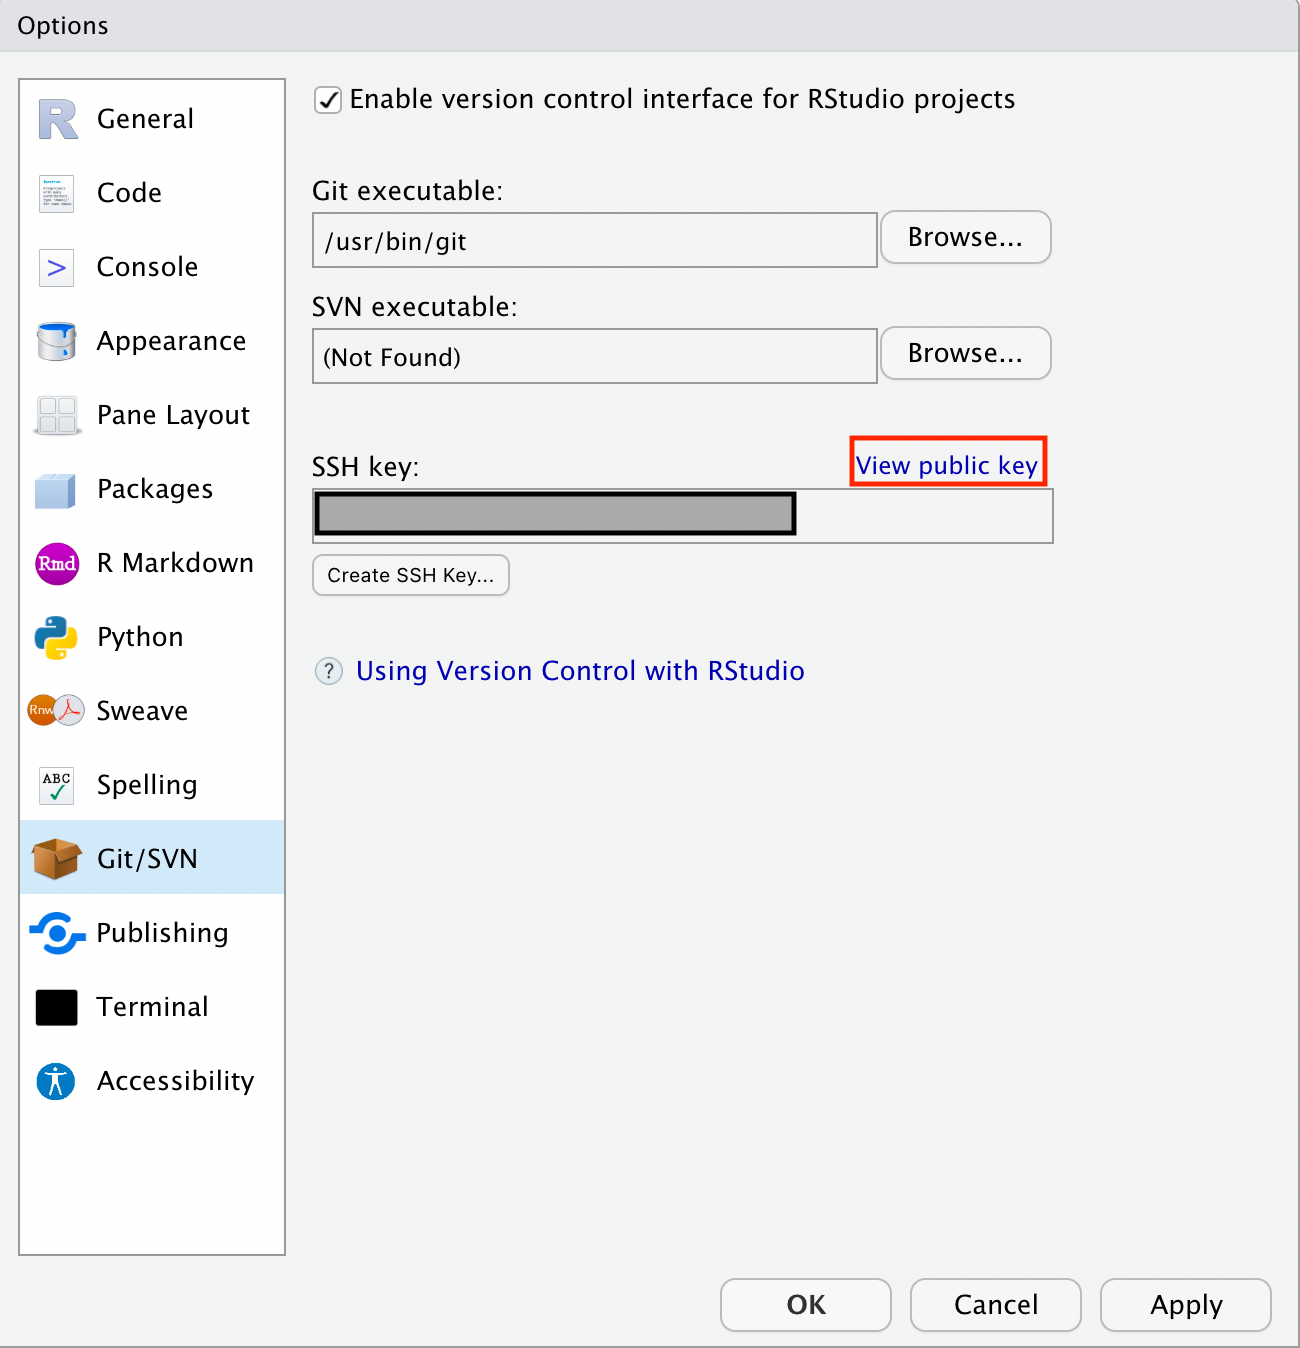 Options
General
Code
Console
Appearance
Pane Layout
Packages
Rmd R Markdown
Python
Rnw Sweave
ABC Spelling
Git/SVN
Publishing
Terminal
Accessibility
Enable version control interface for RStudio projects
Git executable:
/usr/bin/git Browse...
SVN executable:
(Not Found) Browse...
SSH key: View public key
Create SSH Key...
? Using Version Control with RStudio
OK Cancel Apply